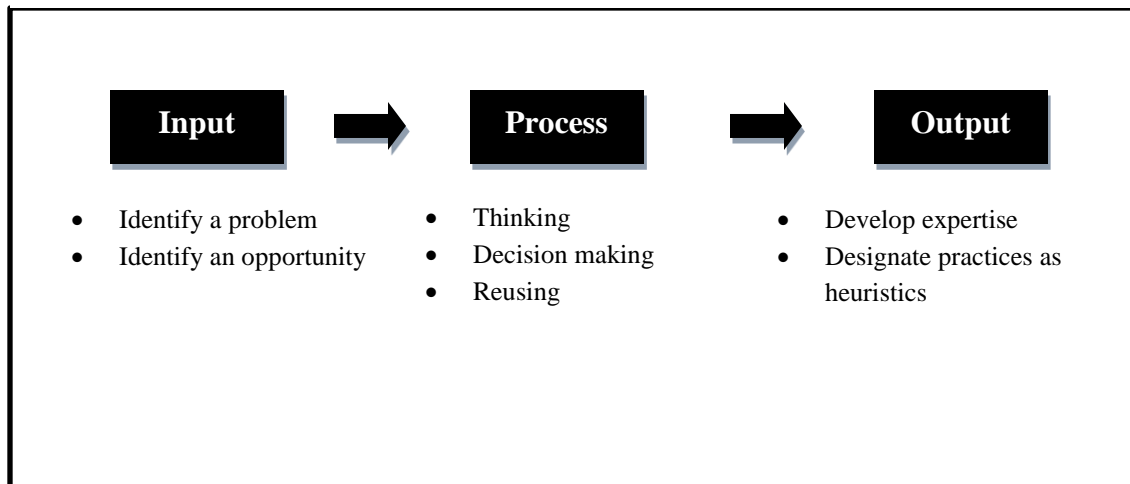 Input
Process
Output
• Identify a problem
• Identify an opportunity
• Thinking
• Decision making
• Reusing
• Develop expertise
• Designate practices as
heuristics